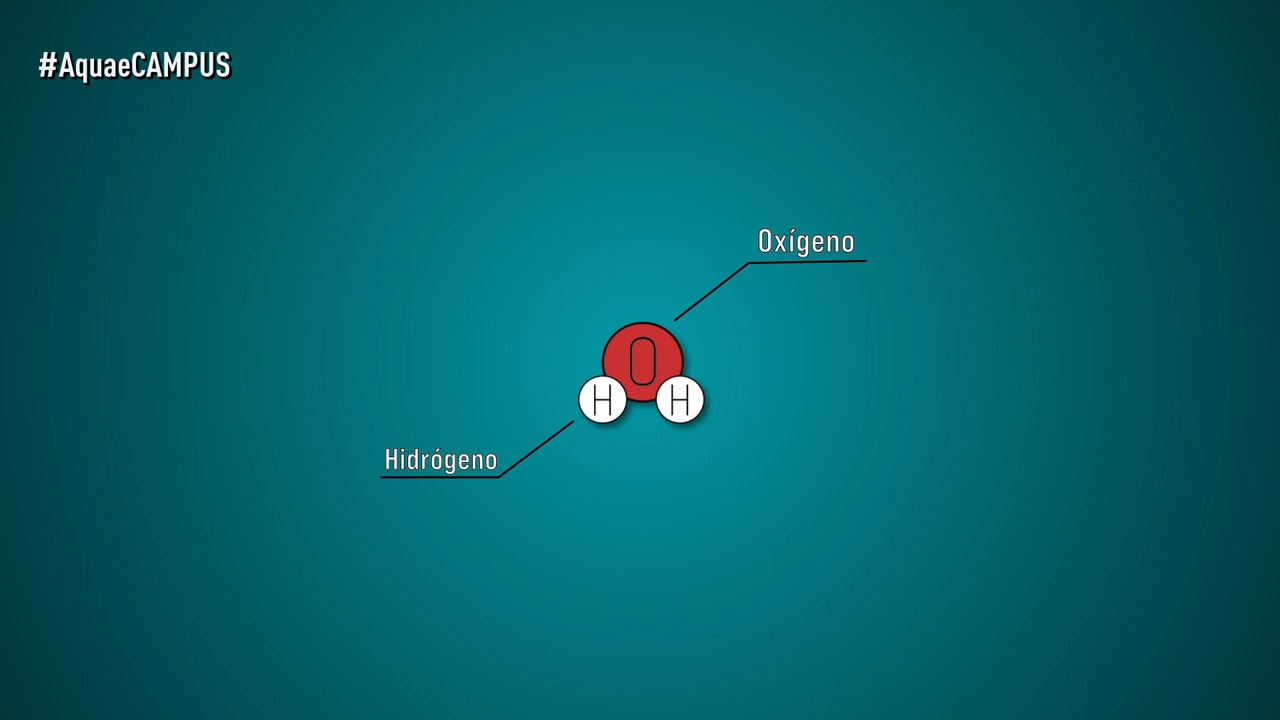 #AquaeCAMPUS
Oxígeno
O
H H
Hidrógeno